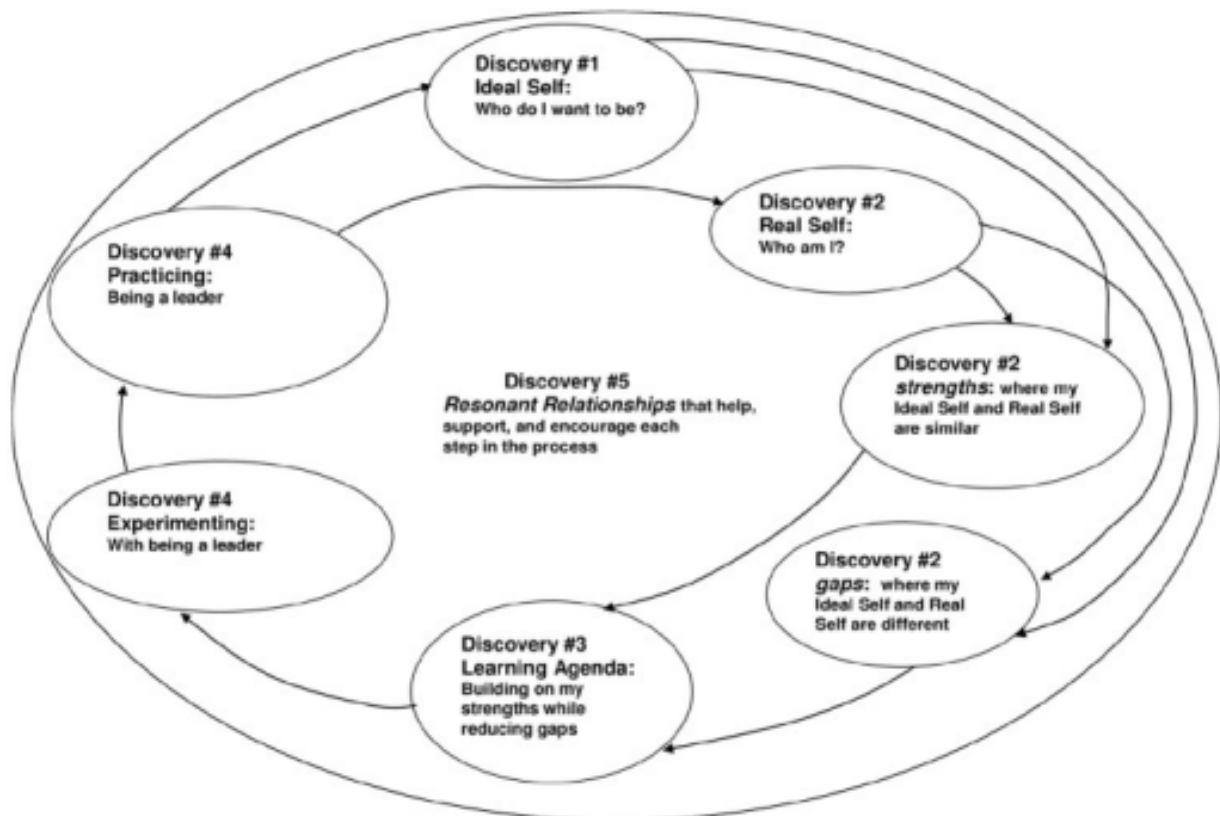 Discovery #1
Ideal Self:
Who do I want to be?
Discovery #2
Real Self:
Who am I?
Discovery #4
Practicing:
Being a leader
Discovery #2
strengths: where my
Ideal Self and Real Self
are similar
Discovery #5
Resonant Relationships that help,
support, and encourage each
step in the process
Discovery #4
Experimenting:
With being a leader
Discovery #2
gaps: where my
Ideal Self and Real
Self are different
Discovery #3
Learning Agenda:
Building on my
strengths while
reducing gaps